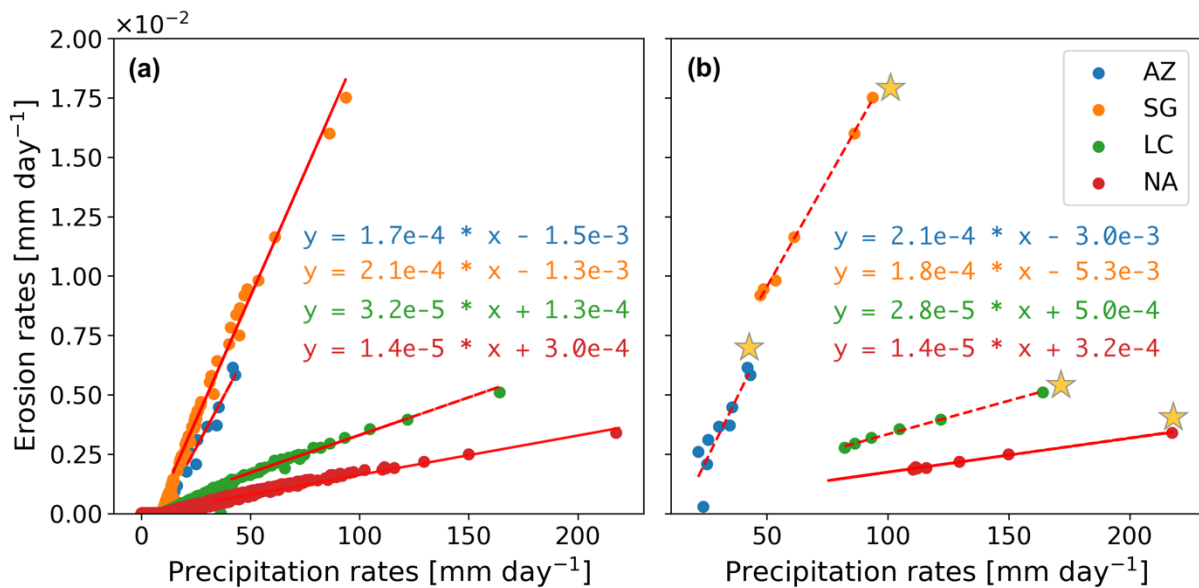 ×10⁻²
(a)
(b)
AZ
SG
LC
NA
2.00
1.75
1.50
1.25
1.00
0.75
0.50
0.25
0.00
Erosion rates [mm day⁻¹]
y = 1.7e-4 * x - 1.5e-3
y = 2.1e-4 * x - 1.3e-3
y = 3.2e-5 * x + 1.3e-4
y = 1.4e-5 * x + 3.0e-4
y = 2.1e-4 * x - 3.0e-3
y = 1.8e-4 * x - 5.3e-3
y = 2.8e-5 * x + 5.0e-4
y = 1.4e-5 * x + 3.2e-4
0 50 100 150 200
50 100 150 200
Precipitation rates [mm day⁻¹]
Precipitation rates [mm day⁻¹]